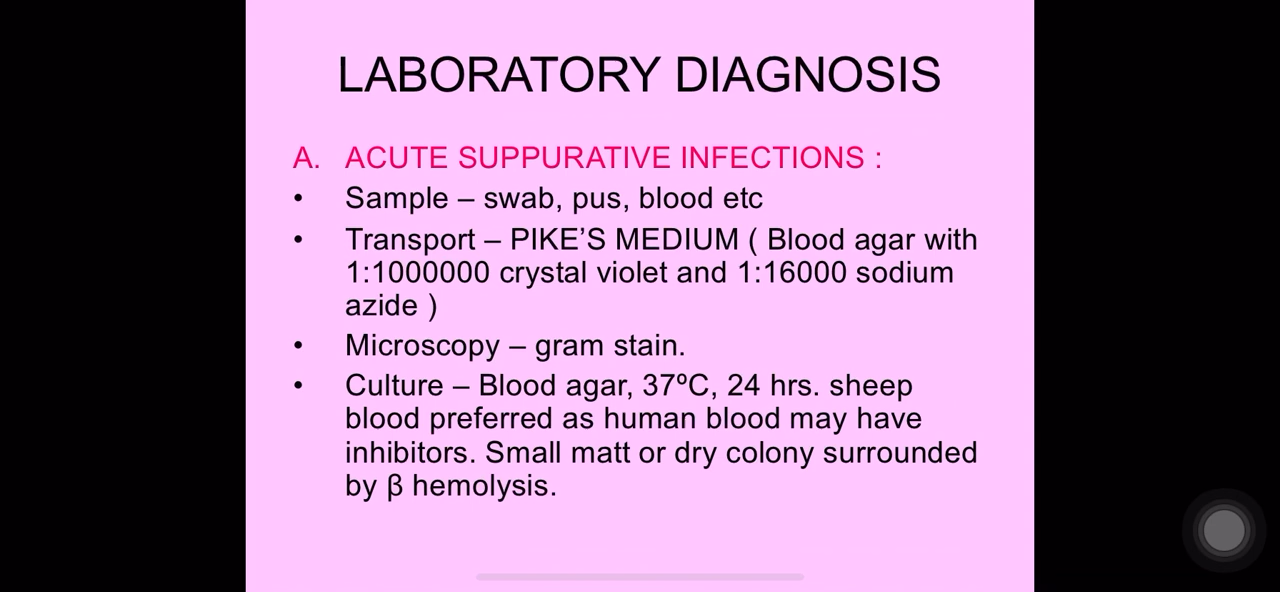 LABORATORY DIAGNOSIS
A. ACUTE SUPPURATIVE INFECTIONS :
• Sample – swab, pus, blood etc
• Transport – PIKE’S MEDIUM ( Blood agar with
1:1000000 crystal violet and 1:16000 sodium
azide )
• Microscopy – gram stain.
• Culture – Blood agar, 37ºC, 24 hrs. sheep
blood preferred as human blood may have
inhibitors. Small matt or dry colony surrounded
by β hemolysis.